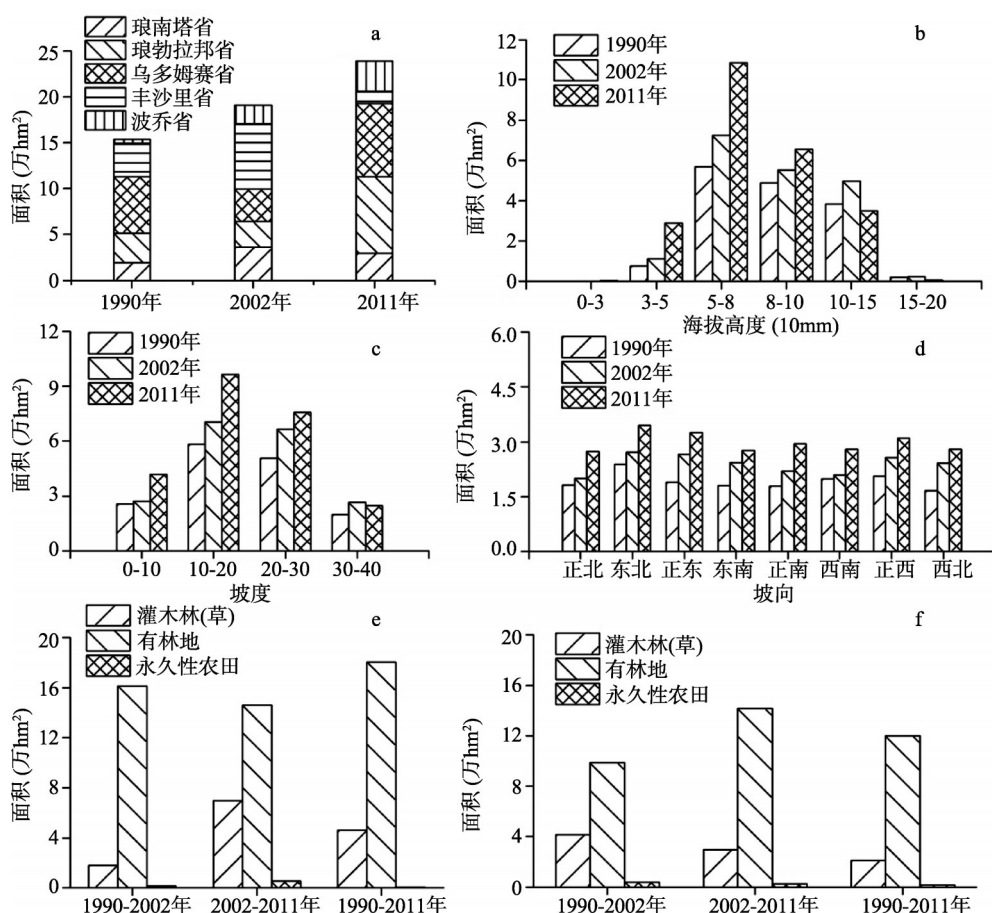 a
琅南塔省
琅勃拉邦省
乌多姆赛省
丰沙里省
波乔省
面积 (万hm²)
25
20
15
10
5
0
1990年 2002年 2011年
b
1990年
2002年
2011年
面积 (万hm²)
12
10
8
6
4
2
0
0-3 3-5 5-8 8-10 10-15 15-20
海拔高度 (10mm)
c
1990年
2002年
2011年
面积 (万hm²)
12
9
6
3
0
0-10 10-20 20-30 30-40
坡度
d
1990年
2002年
2011年
面积 (万hm²)
6.0
4.5
3.0
1.5
0.0
正北 东北 正东 东南 正南 西南 正西 西北
坡向
e
灌木林(草)
有林地
永久性农田
面积 (万hm²)
20
16
12
8
4
0
1990-2002年 2002-2011年 1990-2011年
f
灌木林(草)
有林地
永久性农田
面积 (万hm²)
20
16
12
8
4
0
1990-2002年 2002-2011年 1990-2011年